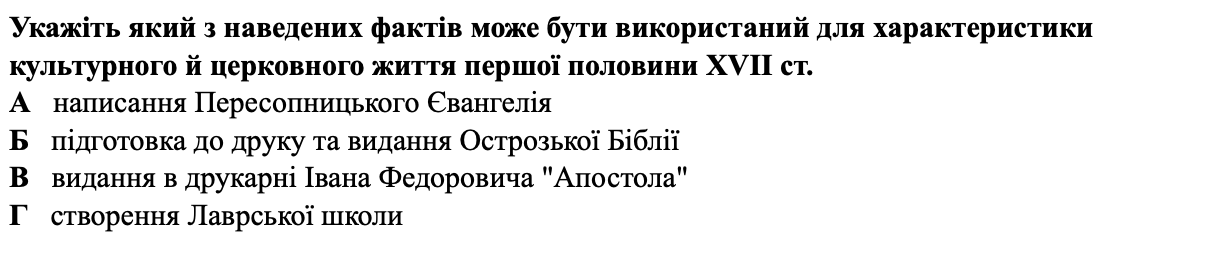 Укажіть який з наведених фактів може бути використаний для характеристики
культурного й церковного життя першої половини XVII ст.
А написання Пересопницького Євангелія
Б підготовка до друку та видання Острозької Біблії
В видання в друкарні Івана Федоровича "Апостола"
Г створення Лаврської школи